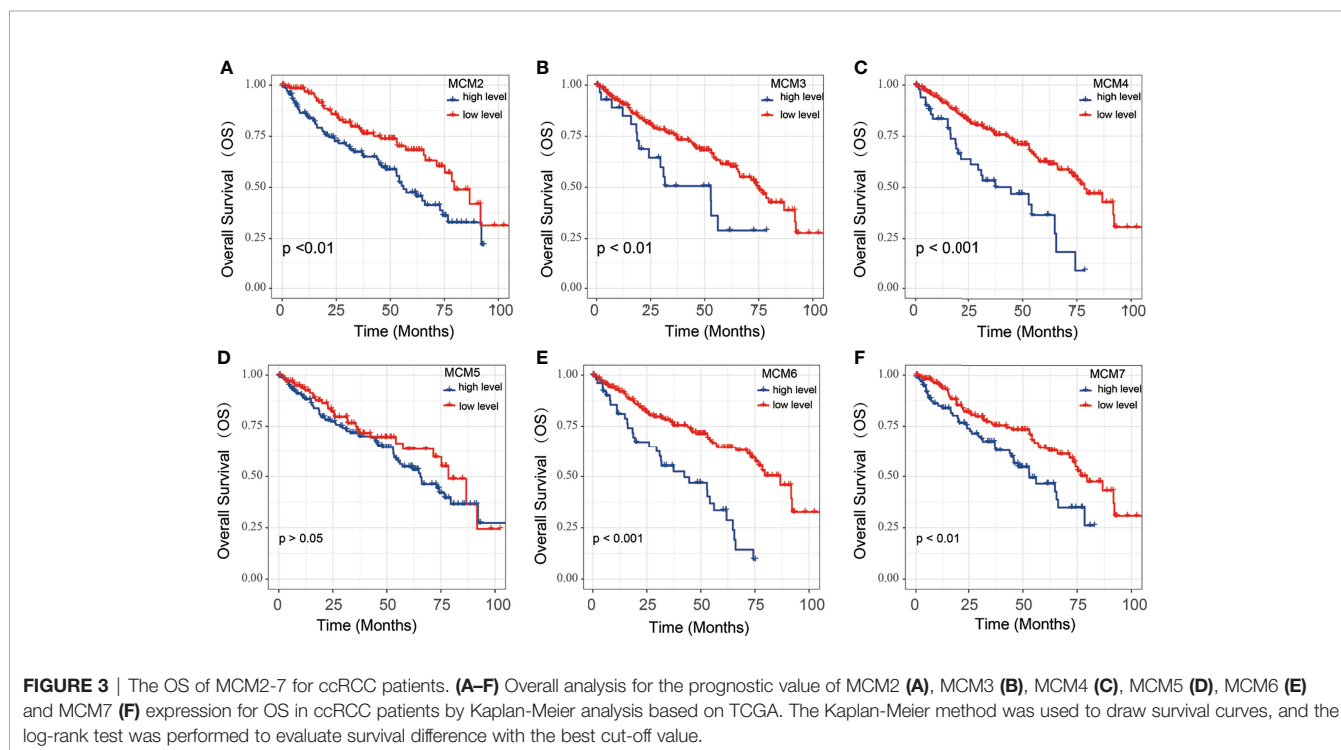 A
MCM2
high level
low level
1.00
0.75
0.50
0.25
0.00
Overall Survival (OS)
p <0.01
0 25 50 75 100
Time (Months)
B
MCM3
high level
low level
1.00
0.75
0.50
0.25
0.00
Overall Survival (OS)
p < 0.01
0 25 50 75 100
Time (Months)
C
MCM4
high level
low level
1.00
0.75
0.50
0.25
0.00
Overall Survival (OS)
p < 0.001
0 25 50 75 100
Time (Months)
D
MCM5
high level
low level
1.00
0.75
0.50
0.25
0.00
Overall Survival (OS)
p > 0.05
0 25 50 75 100
Time (Months)
E
MCM6
high level
low level
1.00
0.75
0.50
0.25
0.00
Overall Survival (OS)
p < 0.001
0 25 50 75 100
Time (Months)
F
MCM7
high level
low level
1.00
0.75
0.50
0.25
0.00
Overall Survival (OS)
p < 0.01
0 25 50 75 100
Time (Months)
FIGURE 3 | The OS of MCM2-7 for ccRCC patients. (A–F) Overall analysis for the prognostic value of MCM2 (A), MCM3 (B), MCM4 (C), MCM5 (D), MCM6 (E)
and MCM7 (F) expression for OS in ccRCC patients by Kaplan-Meier analysis based on TCGA. The Kaplan-Meier method was used to draw survival curves, and the
log-rank test was performed to evaluate survival difference with the best cut-off value.